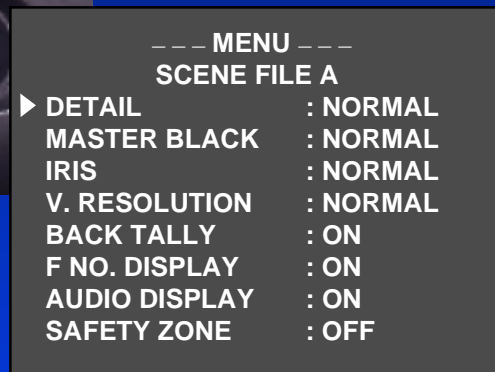 ––– MENU –––
SCENE FILE A
DETAIL : NORMAL
MASTER BLACK : NORMAL
IRIS : NORMAL
V. RESOLUTION : NORMAL
BACK TALLY : ON
F NO. DISPLAY : ON
AUDIO DISPLAY : ON
SAFETY ZONE : OFF